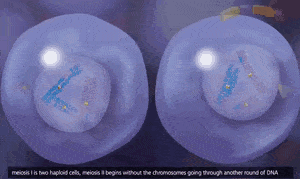 meiosis I is two haploid cells, meiosis II begins without the chromosomes going through another round of DNA